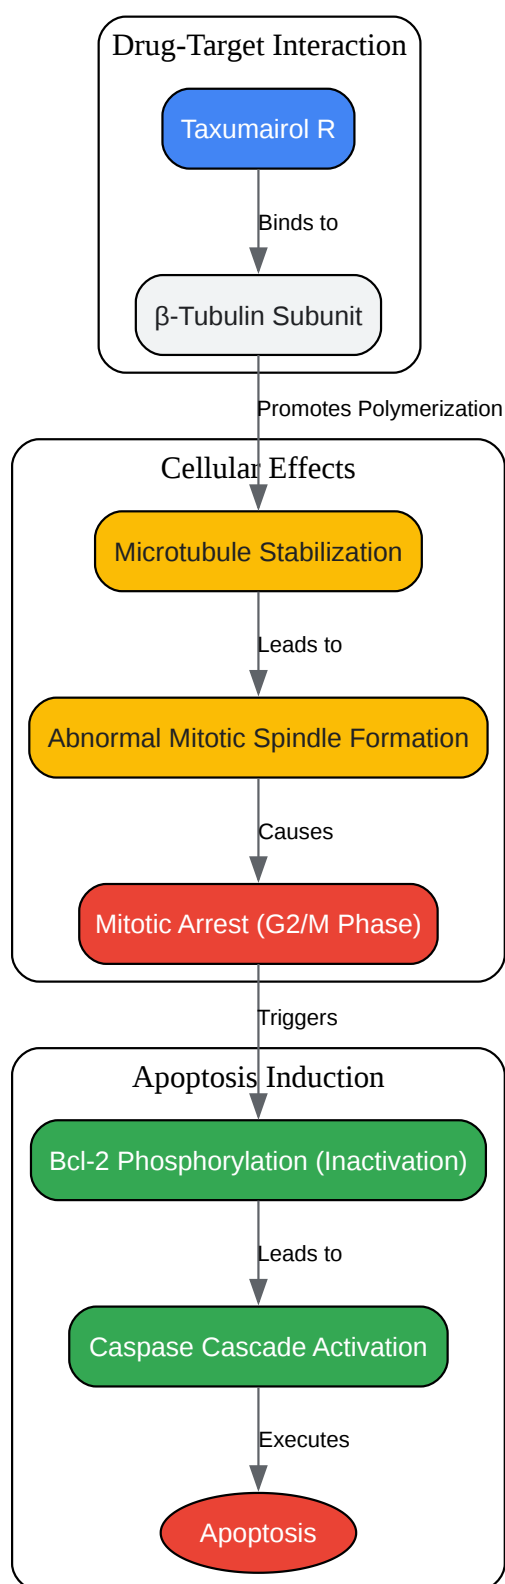 Drug-Target Interaction
Taxumairol R
Binds to
β-Tubulin Subunit
Promotes Polymerization
Cellular Effects
Microtubule Stabilization
Leads to
Abnormal Mitotic Spindle Formation
Causes
Mitotic Arrest (G2/M Phase)
Triggers
Apoptosis Induction
Bcl-2 Phosphorylation (Inactivation)
Leads to
Caspase Cascade Activation
Executes
Apoptosis